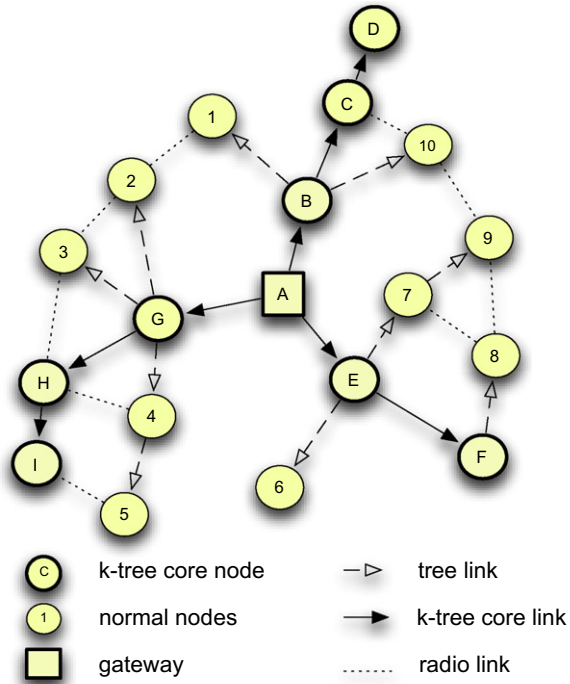 D
C
1
10
2
B
3
9
A
7
G
8
H
E
4
F
I
6
5
C k-tree core node
tree link
1 normal nodes
k-tree core link
gateway
radio link